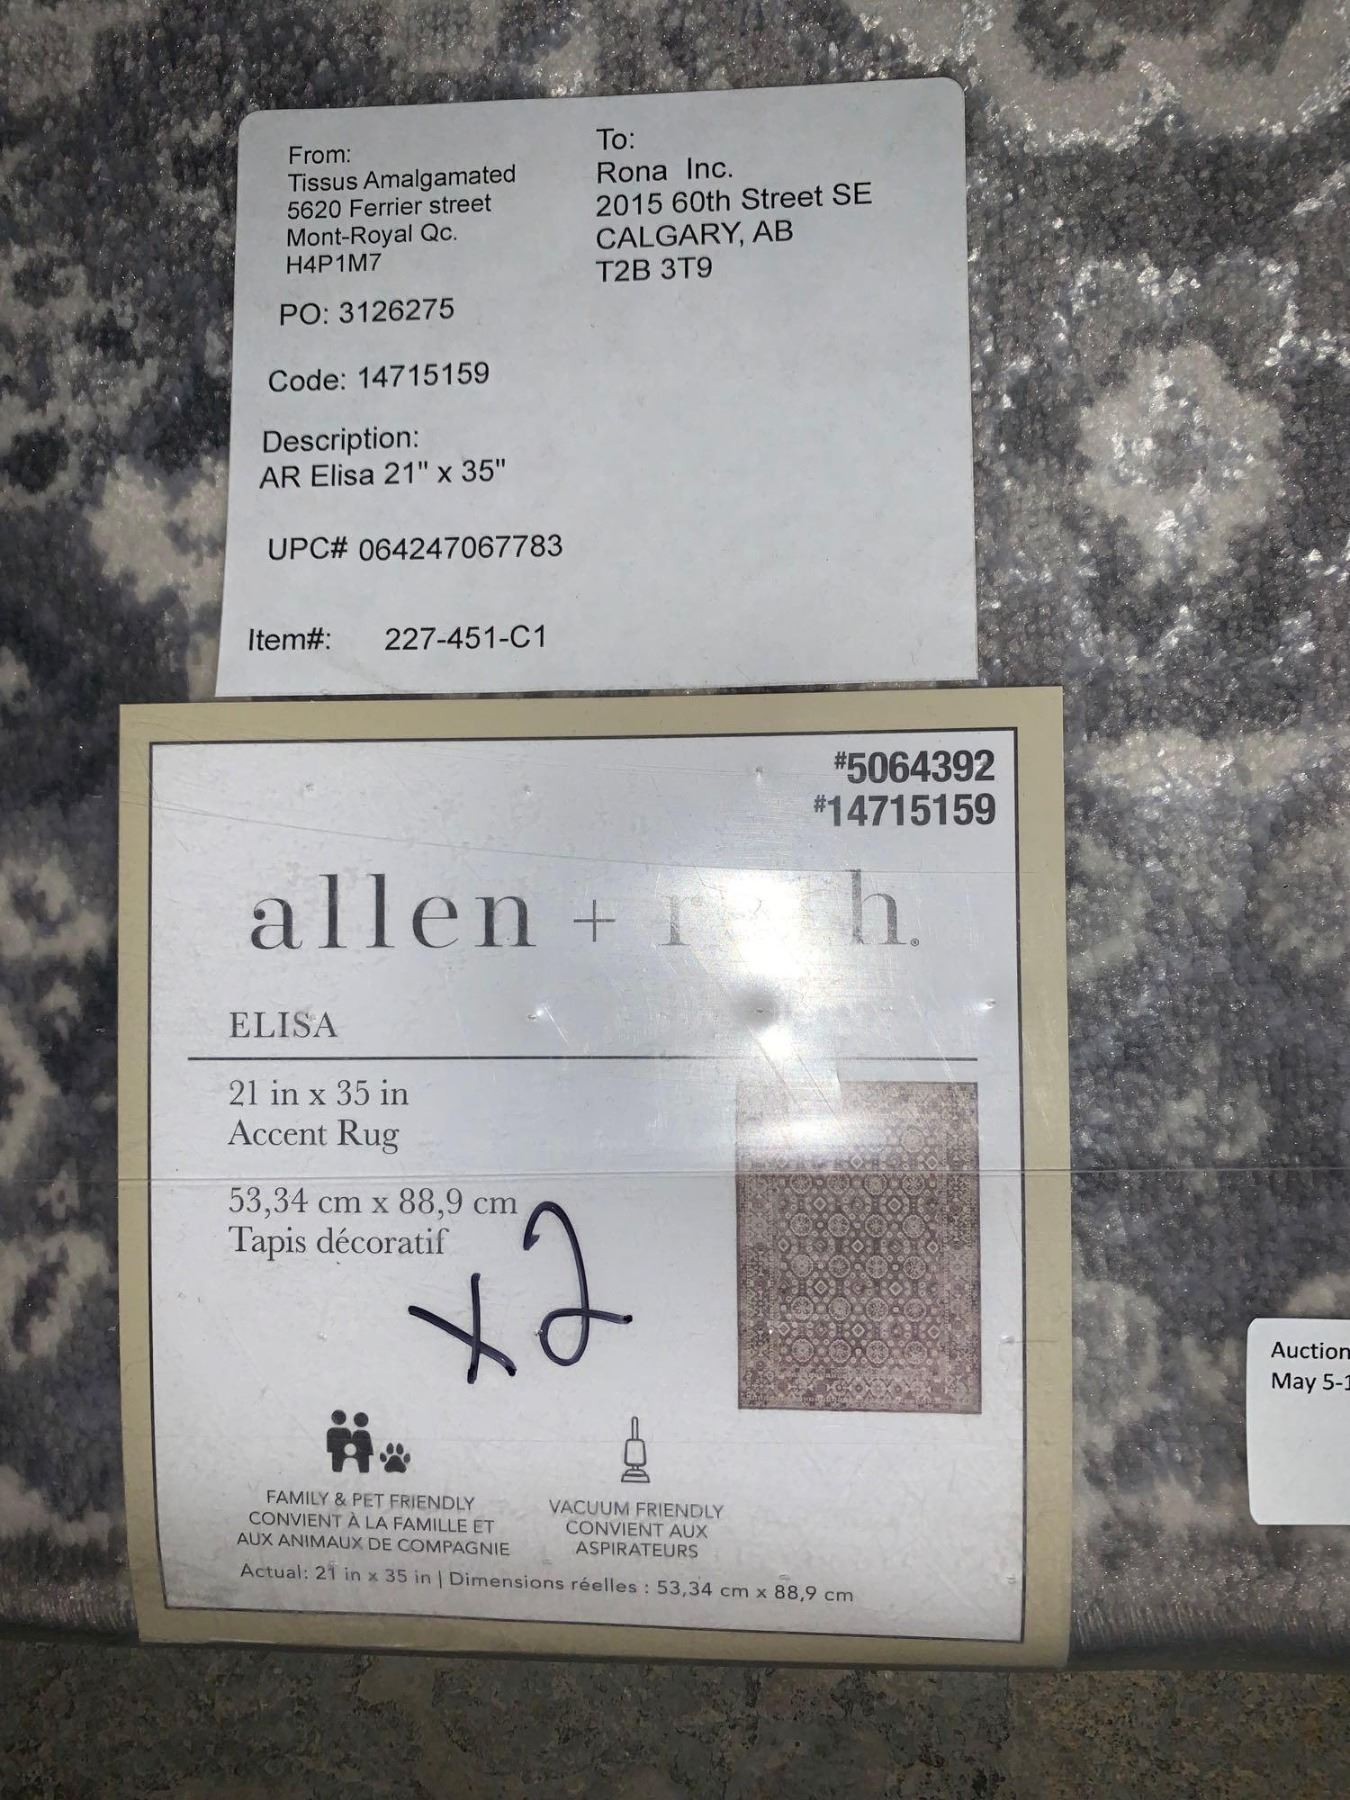 From:
Tissus Amalgamated
5620 Ferrier street
Mont-Royal Qc.
H4P1M7
To:
Rona Inc.
2015 60th Street SE
CALGARY, AB
T2B 3T9
PO: 3126275
Code: 14715159
Description:
AR Elisa 21" x 35"
UPC# 064247067783
Item#: 227-451-C1
#5064392
#14715159
allen +
ELISA
21 in x 35 in
Accent Rug
53,34 cm x 88,9 cm
Tapis décoratif
x2
FAMILY & PET FRIENDLY
CONVIENT À LA FAMILLE ET
AUX ANIMAUX DE COMPAGNIE
VACUUM FRIENDLY
CONVIENT AUX
ASPIRATEURS
Actual: 21 in x 35 in | Dimensions réelles : 53,34 cm x 88,9 cm
Auction
May 5-1